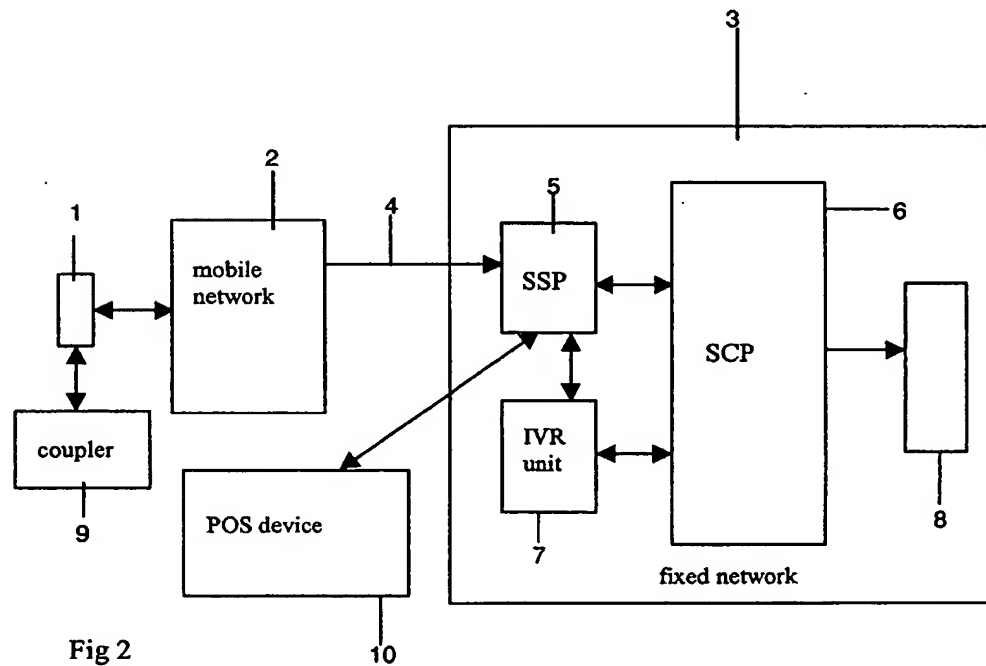 3
2
1
4
5
6
mobile
network
SSP
SCP
coupler
IVR
unit
9
POS device
7
8
fixed network
10
Fig 2